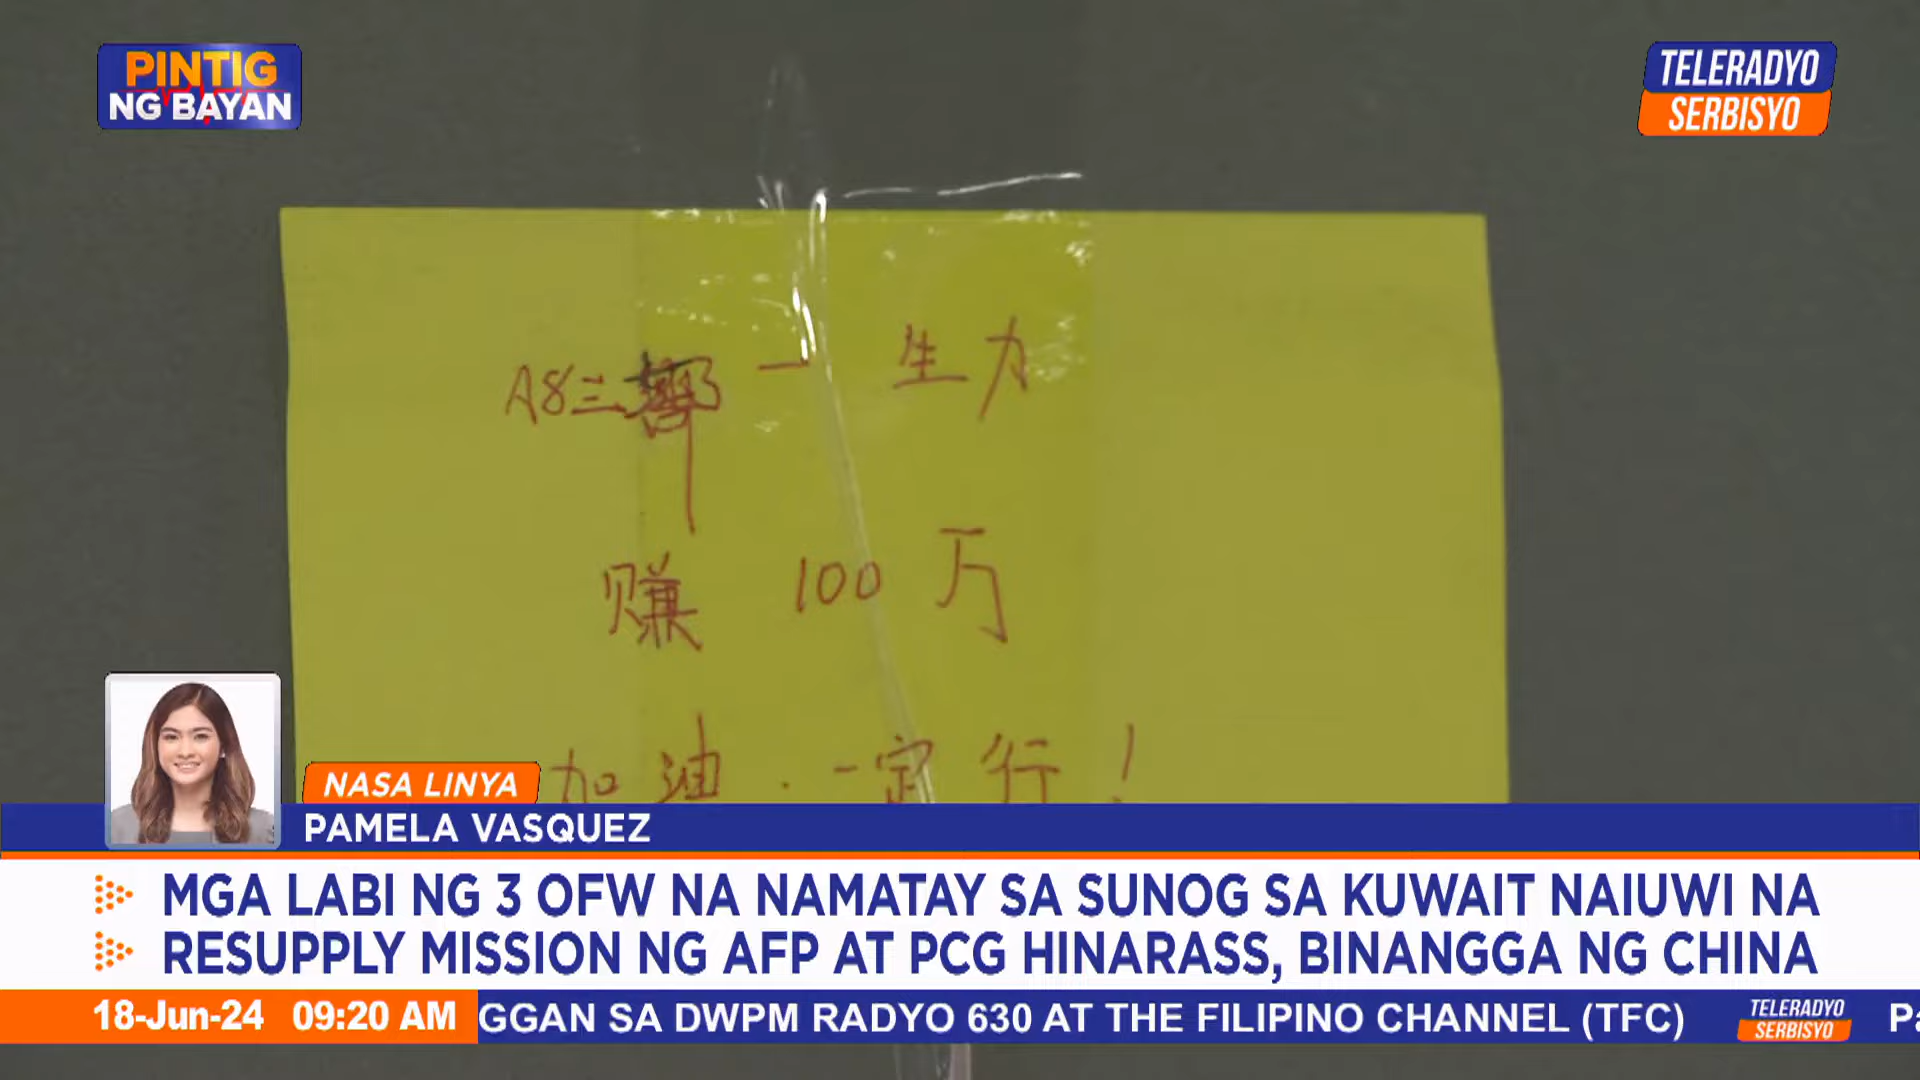 PINTIG
NG BAYAN
TELERADYO
SERBISYO
A8三 一 生力
赚 100 万
加油. 一定 行!
NASA LINYA
PAMELA VASQUEZ
MGA LABI NG 3 OFW NA NAMATAY SA SUNOG SA KUWAIT NAIUWI NA
RESUPPLY MISSION NG AFP AT PCG HINARASS, BINANGGA NG CHINA
18-Jun-24 09:20 AM GGAN SA DWPM RADYO 630 AT THE FILIPINO CHANNEL (TFC) TELERADYO SERBISYO Pa